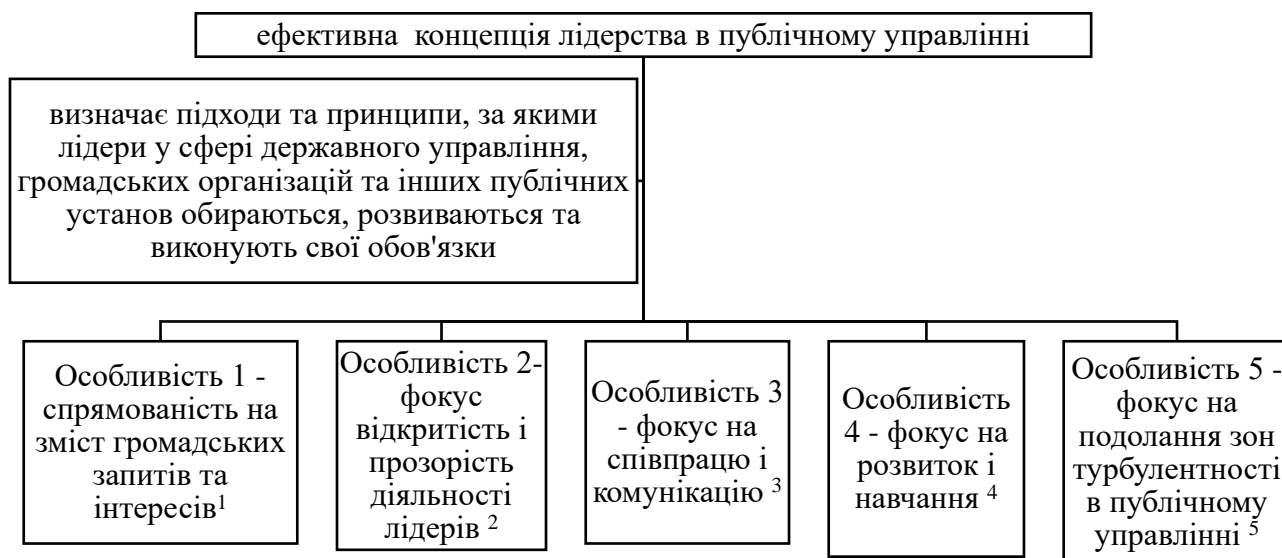 ефективна концепція лідерства в публічному управлінні
визначає підходи та принципи, за якими
лідери у сфері державного управління,
громадських організацій та інших публічних
установ обираються, розвиваються та
виконують свої обов'язки
Особливість 1 -
спрямованість на
зміст громадських
запитів та
інтересів¹
Особливість 2-
фокус
відкритість і
прозорість
діяльності
лідерів ²
Особливість 3
- фокус на
співпрацю і
комунікацію ³
Особливість
4 - фокус на
розвиток і
навчання ⁴
Особливість 5 -
фокус на
подолання зон
турбулентності
в публічному
управлінні ⁵